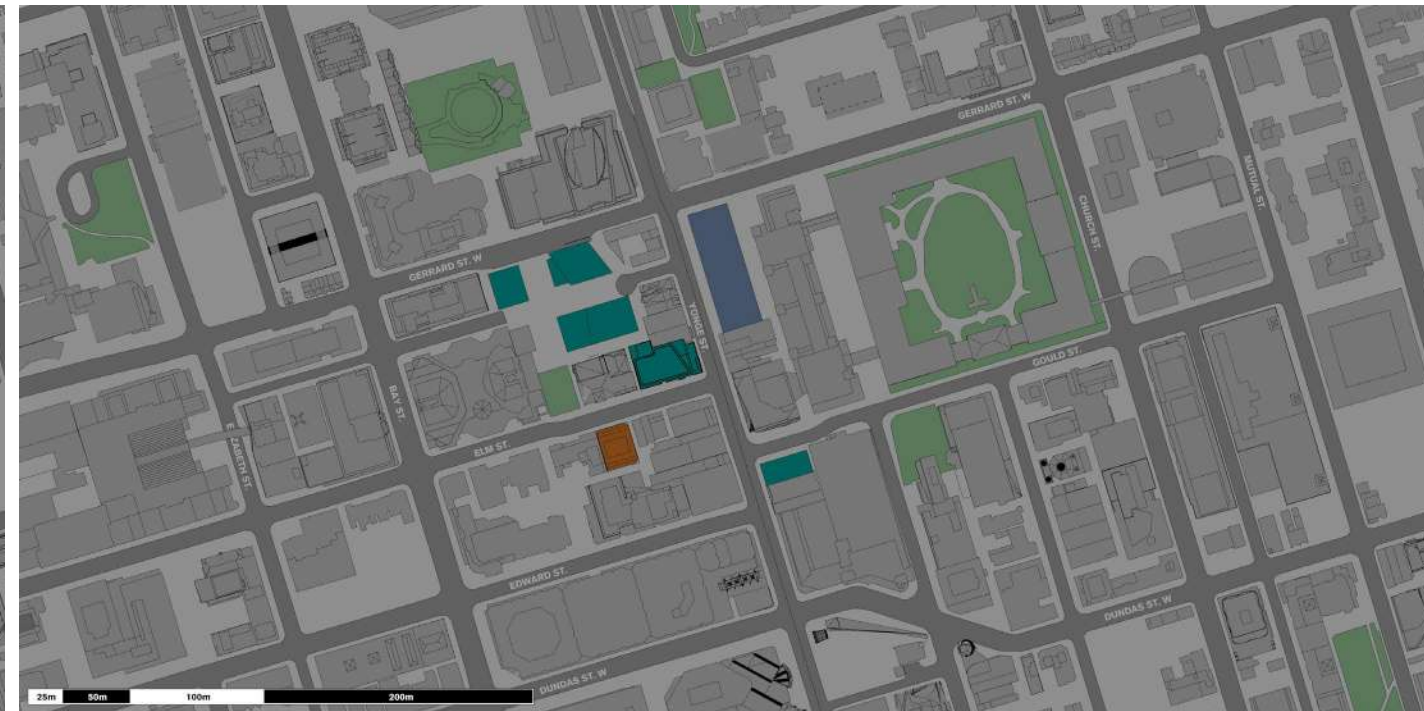 GERRARD ST. W
GERRARD ST. W
CHURCH ST.
MUTUAL ST.
YONGE ST.
GOULD ST.
BAY ST.
ELM ST.
ELIZABETH ST.
EDWARD ST.
DUNDAS ST. W
DUNDAS ST. W
25m 50m 100m 200m